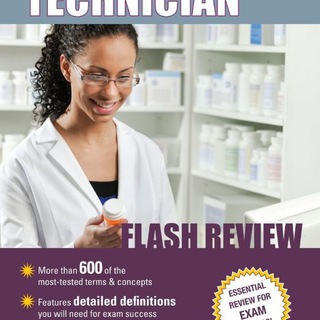 TECHNICIAN
FLASH REVIEW
More than 600 of the
most-tested terms & concepts
Features detailed definitions
you will need for exam success
ESSENTIAL
REVIEW FOR
EXAM